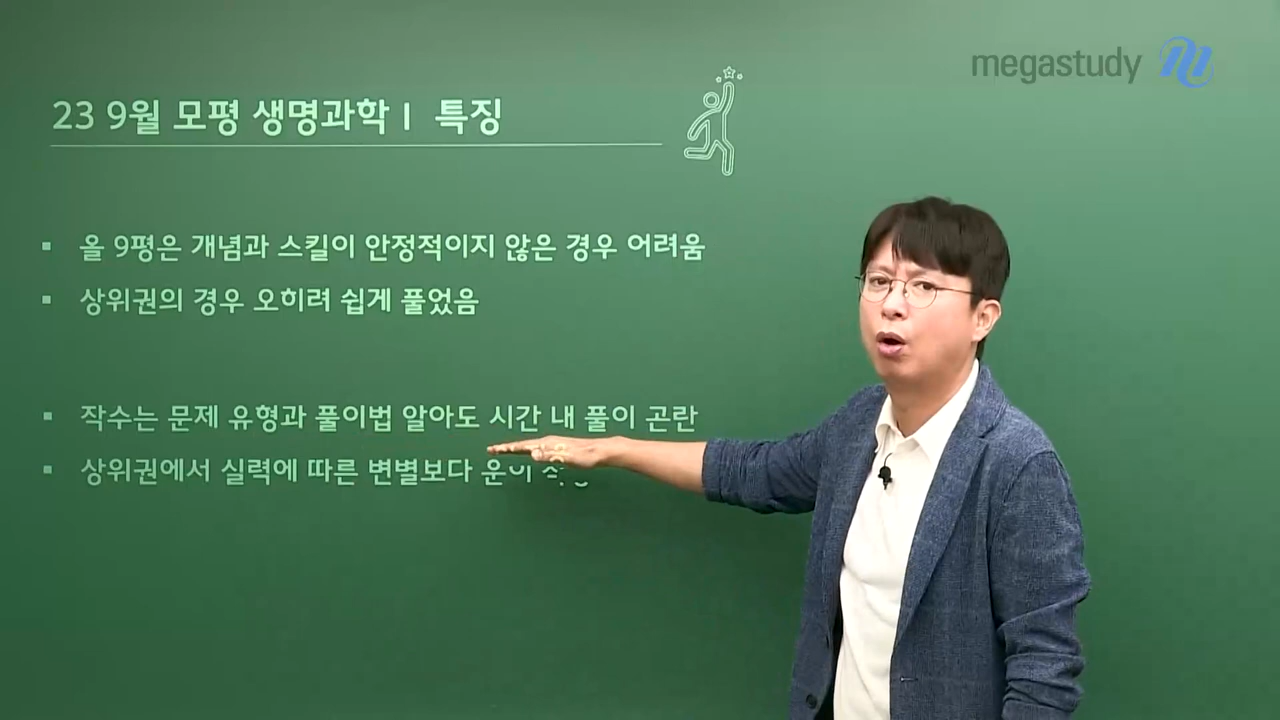 megastudy
23 9월 모평 생명과학 I 특징
올 9평은 개념과 스킬이 안정적이지 않은 경우 어려움
상위권의 경우 오히려 쉽게 풀었음
작수는 문제 유형과 풀이법 알아도 시간 내 풀이 곤란
상위권에서 실력에 따른 변별보다 운이